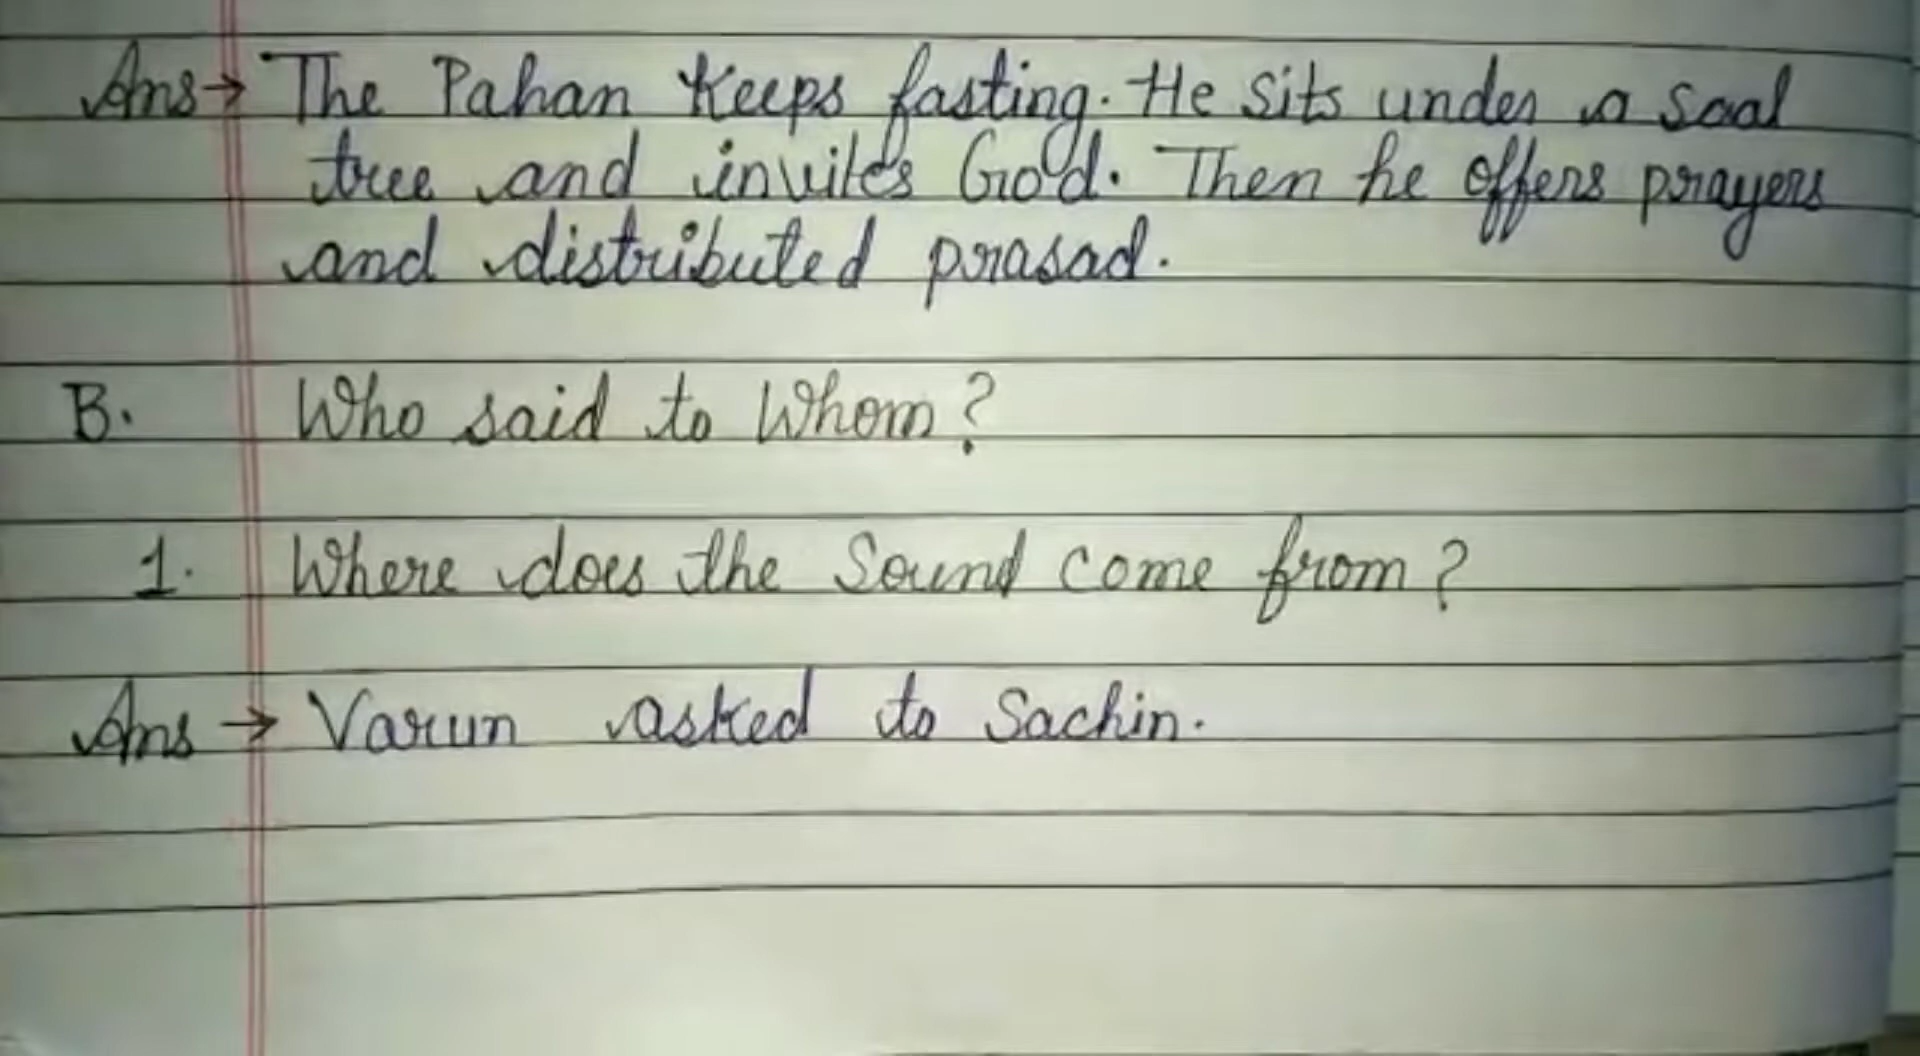 Ans → The Pahan keeps fasting. He sits under a saal
tree and invites God. Then he offers prayers
and distributed prasad.
B. Who said to Whom?
1. Where does the Sound come from?
Ans → Varun asked to Sachin.